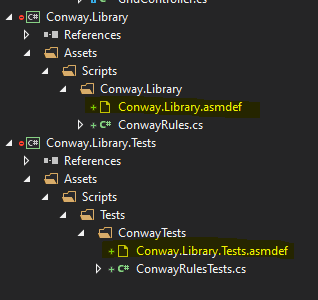 GridController.cs
Conway.Library
References
Assets
Scripts
Conway.Library
Conway.Library.asmdef
ConwayRules.cs
Conway.Library.Tests
References
Assets
Scripts
Tests
ConwayTests
Conway.Library.Tests.asmdef
ConwayRulesTests.cs